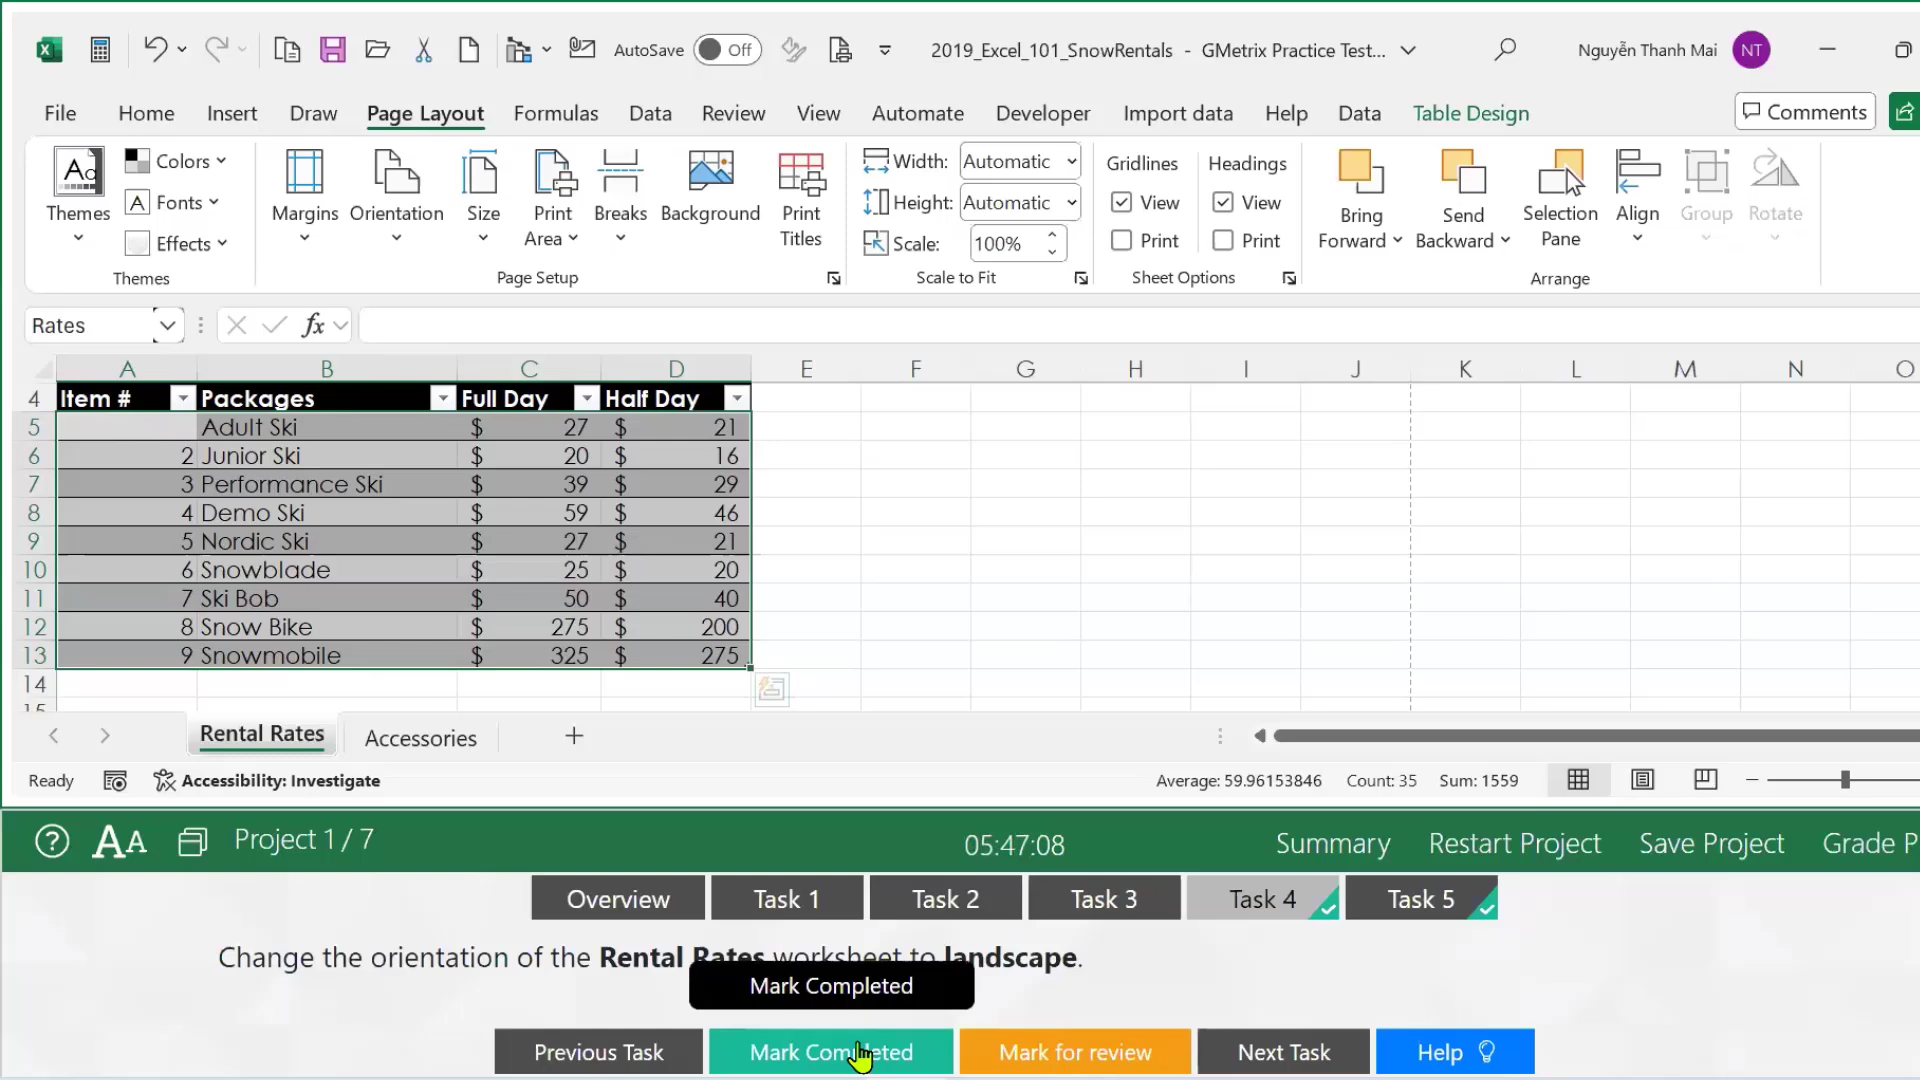 AutoSave Off 2019_Excel_101_SnowRentals - GMetrix Practice Test... Nguyễn Thanh Mai NT
File Home Insert Draw Page Layout Formulas Data Review View Automate Developer Import data Help Data Table Design Comments
Themes Colors Fonts Effects
Themes
Margins Orientation Size Print Area Breaks Background Print Titles
Page Setup
Width: Automatic
Height: Automatic
Scale: 100%
Scale to Fit
Gridlines Headings
View View
Print Print
Sheet Options
Bring Forward Send Backward Selection Pane Align Group Rotate
Arrange
Rates fx
A B C D E F G H I J K L M N O
4 Item # Packages Full Day Half Day
5 Adult Ski $ 27 $ 21
6 2 Junior Ski $ 20 $ 16
7 3 Performance Ski $ 39 $ 29
8 4 Demo Ski $ 59 $ 46
9 5 Nordic Ski $ 27 $ 21
10 6 Snowblade $ 25 $ 20
11 7 Ski Bob $ 50 $ 40
12 8 Snow Bike $ 275 $ 200
13 9 Snowmobile $ 325 $ 275
14
15
Rental Rates Accessories
Ready Accessibility: Investigate Average: 59.96153846 Count: 35 Sum: 1559
AA Project 1 / 7 05:47:08 Summary Restart Project Save Project Grade P
Overview Task 1 Task 2 Task 3 Task 4 Task 5
Change the orientation of the Rental Rates worksheet to landscape.
Mark Completed
Previous Task Mark Completed Mark for review Next Task Help